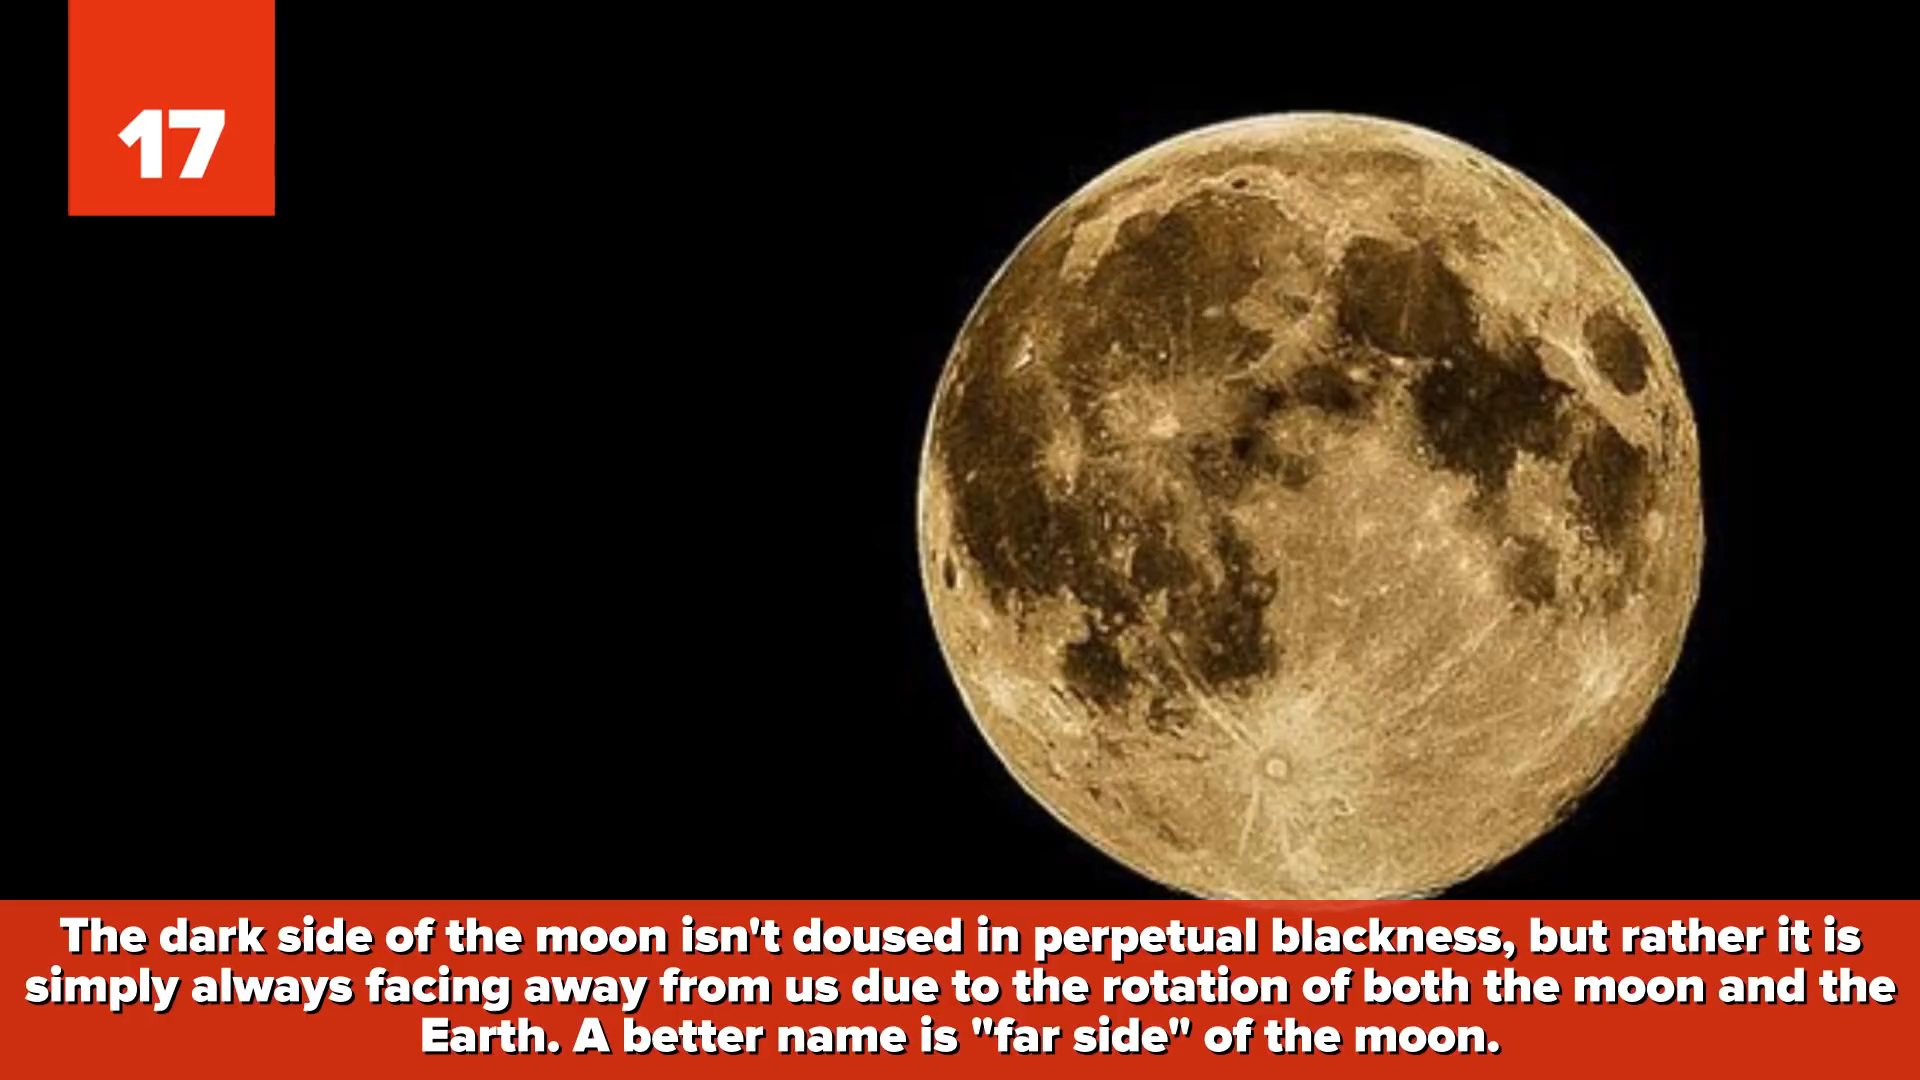 17
The dark side of the moon isn't doused in perpetual blackness, but rather it is
simply always facing away from us due to the rotation of both the moon and the
Earth. A better name is "far side" of the moon.